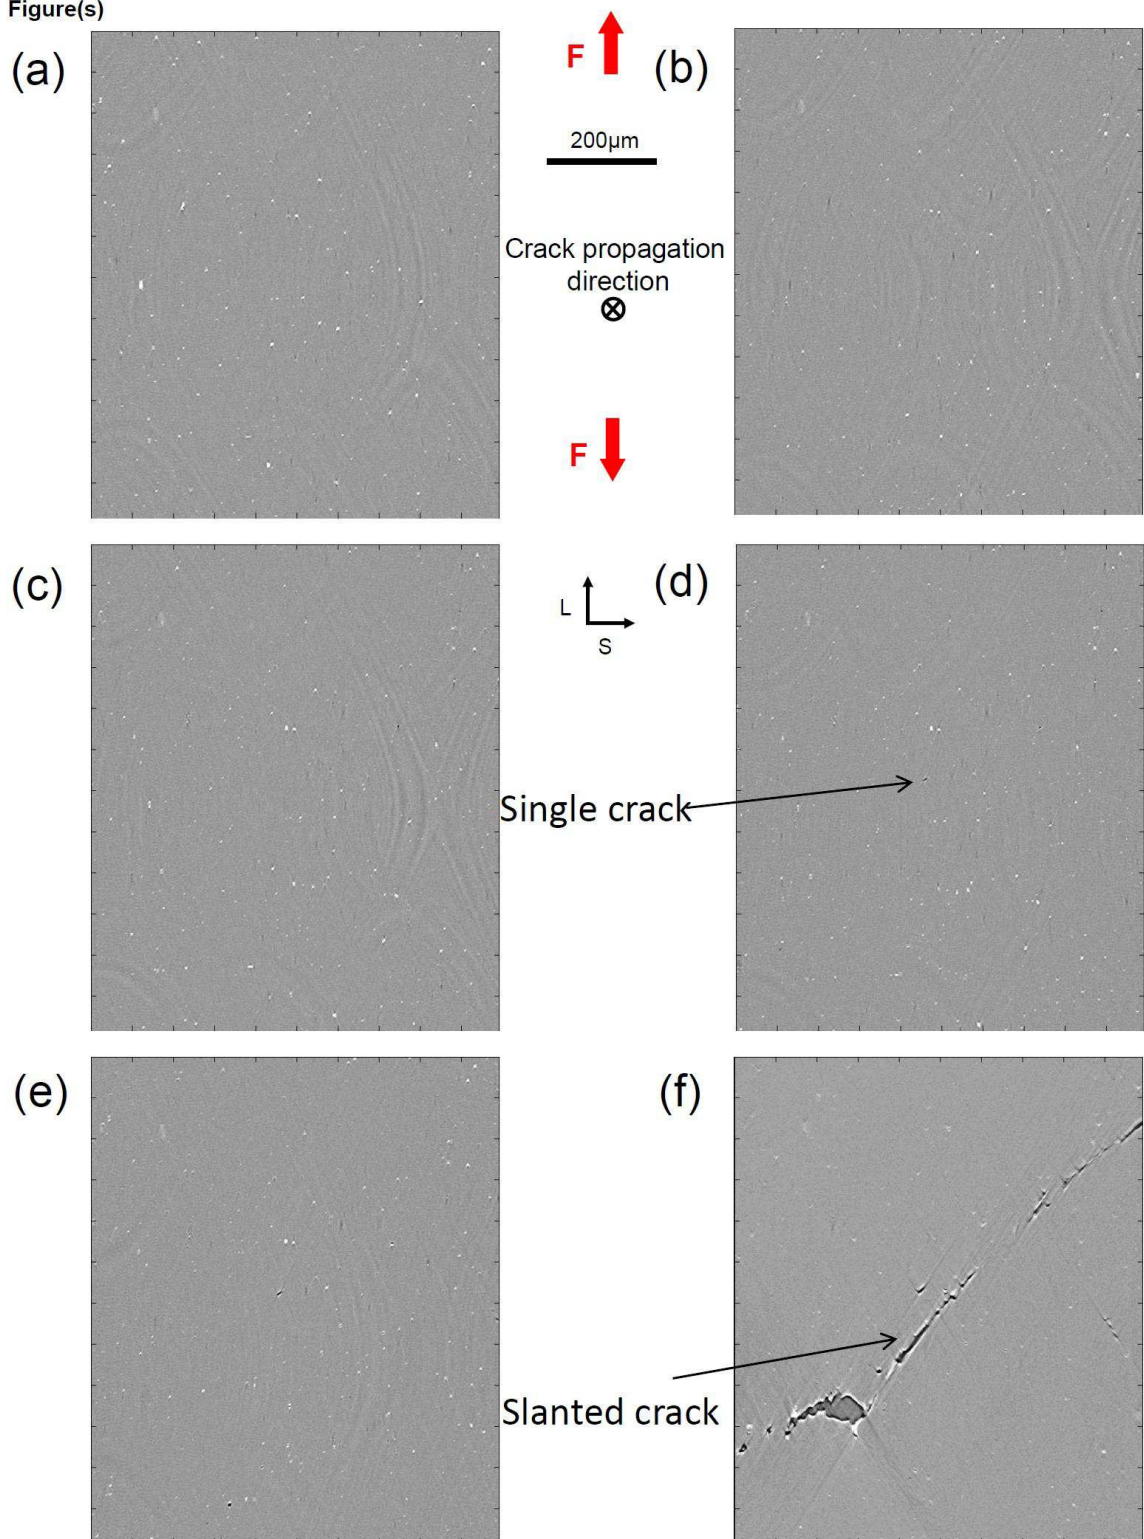 Figure(s)
(a)
F
(b)
200µm
Crack propagation
direction
F
(c)
L
S
(d)
Single crack
(e)
(f)
Slanted crack